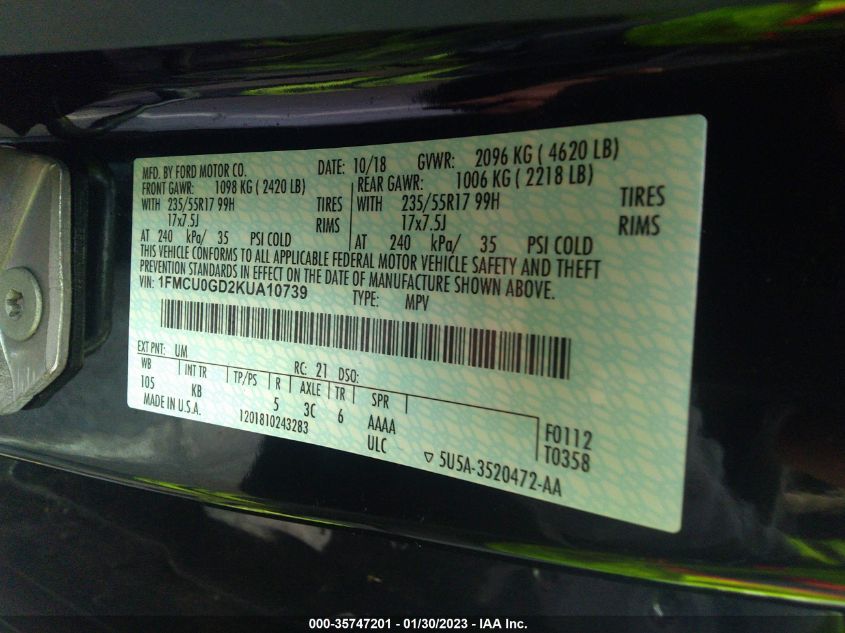 MFD. BY FORD MOTOR CO. DATE: 10/18 GVWR: 2096 KG ( 4620 LB)
FRONT GAWR: 1098 KG (2420 LB) REAR GAWR: 1006 KG ( 2218 LB)
WITH 235/55R17 99H TIRES WITH 235/55R17 99H TIRES
17x7.5J RIMS 17x7.5J RIMS
AT 240 kPa/ 35 PSI COLD AT 240 kPa/ 35 PSI COLD
THIS VEHICLE CONFORMS TO ALL APPLICABLE FEDERAL MOTOR VEHICLE SAFETY AND THEFT
PREVENTION STANDARDS IN EFFECT ON THE DATE OF MANUFACTURE SHOWN ABOVE.
VIN: 1FMCU0GD2KUA10739 TYPE: MPV
EXT PNT: UM RC: 21 DSO:
WB INT TR TP/PS R AXLE TR SPR
105 KB 5 3C 6 AAAA F0112
MADE IN U.S.A. 1201810243283 ULC T0358
5U5A-3520472-AA
000-35747201 - 01/30/2023 - IAA Inc.